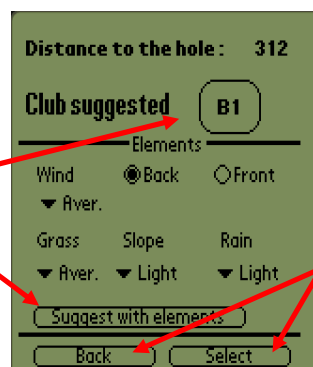 Distance to the hole: 312
Club suggested B1
Elements
Wind Back Front
Aver.
Grass Slope Rain
Aver. Light Light
Suggest with elements
Back Select